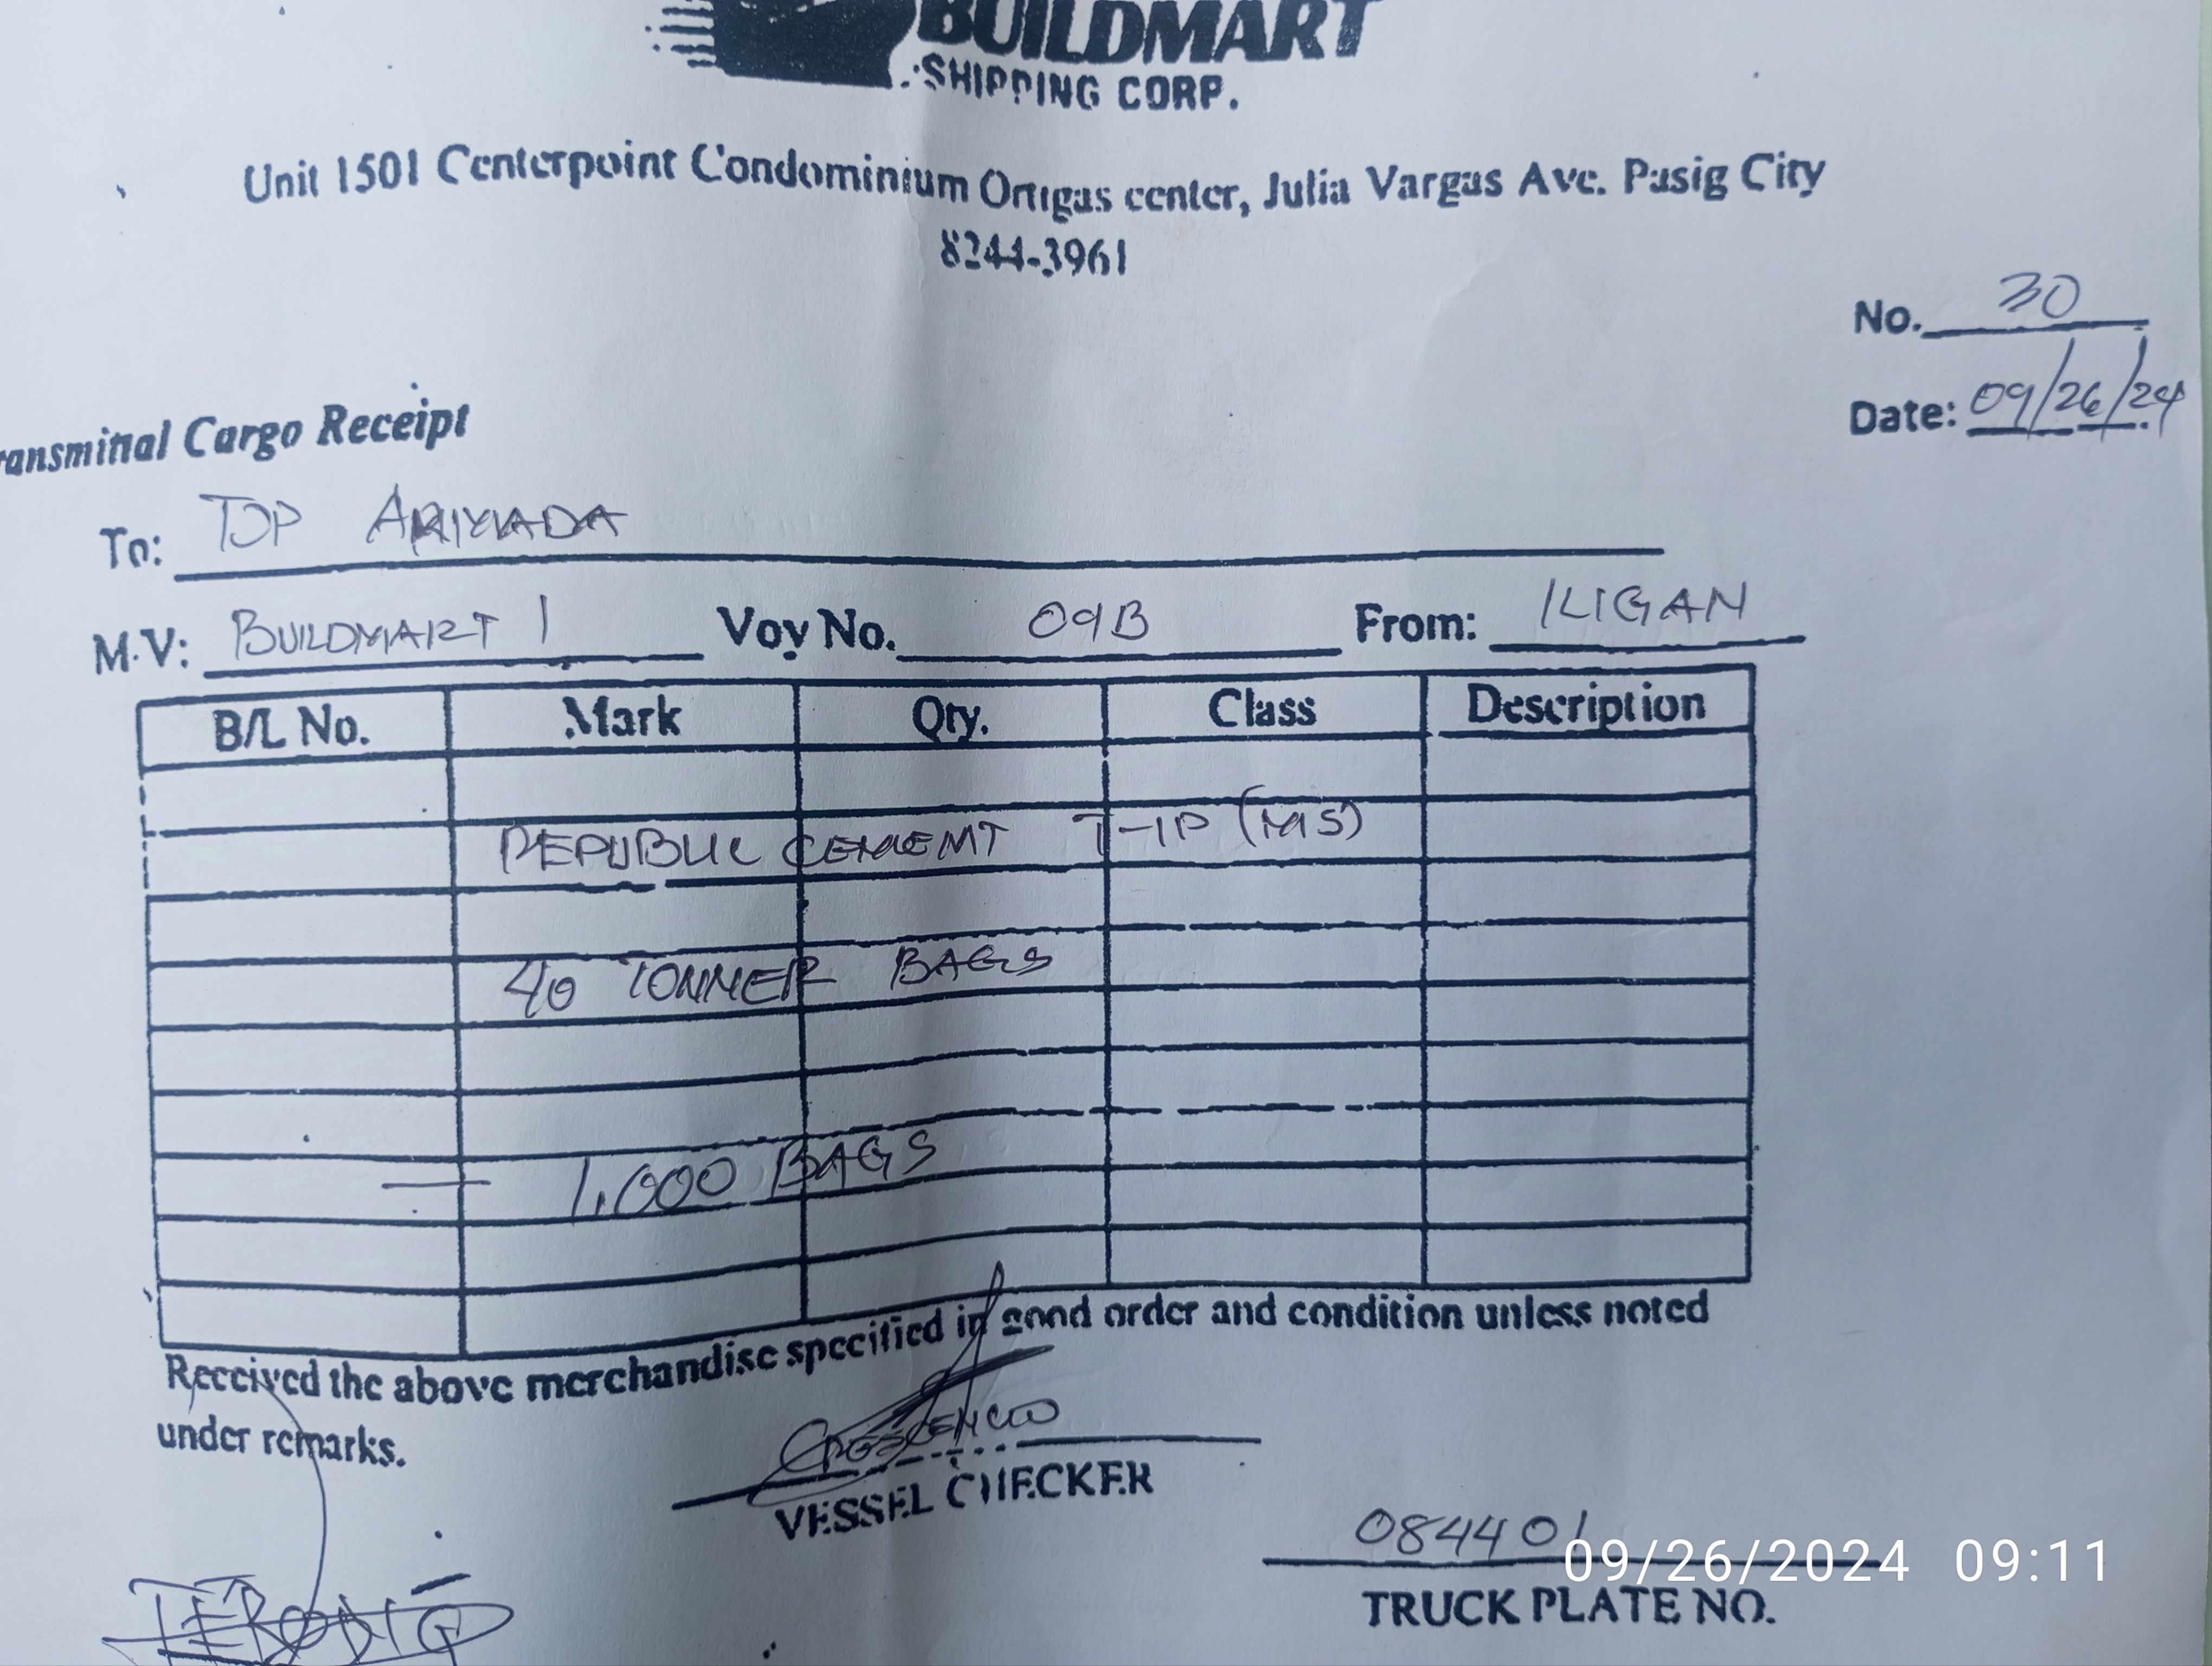 BUILDMART
SHIPPING CORP.
Unit 1501 Centerpoint Condominium Ortigas center, Julia Vargas Ave. Pasig City
8244-3961
No. 30
Date: 09/26/24
ransmittal Cargo Receipt
To: TOP ARMADA
M.V: BUILDMART 1 Voy No. 09B From: ILIGAN
B/L No. Mark Qty. Class Description
REPUBLIC CEMENT T-1P (MS)
40 TONNER BAGS
1,000 BAGS
Received the above merchandise specified in good order and condition unless noted
under remarks.
VESSEL CHECKER
084401
09/26/2024 09:11
TRUCK PLATE NO.